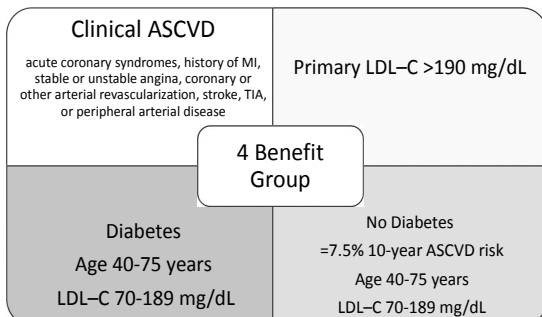 Clinical ASCVD
acute coronary syndromes, history of MI,
stable or unstable angina, coronary or
other arterial revascularization, stroke, TIA,
or peripheral arterial disease
Primary LDL–C >190 mg/dL
4 Benefit
Group
Diabetes
Age 40-75 years
LDL–C 70-189 mg/dL
No Diabetes
=7.5% 10-year ASCVD risk
Age 40-75 years
LDL–C 70-189 mg/dL